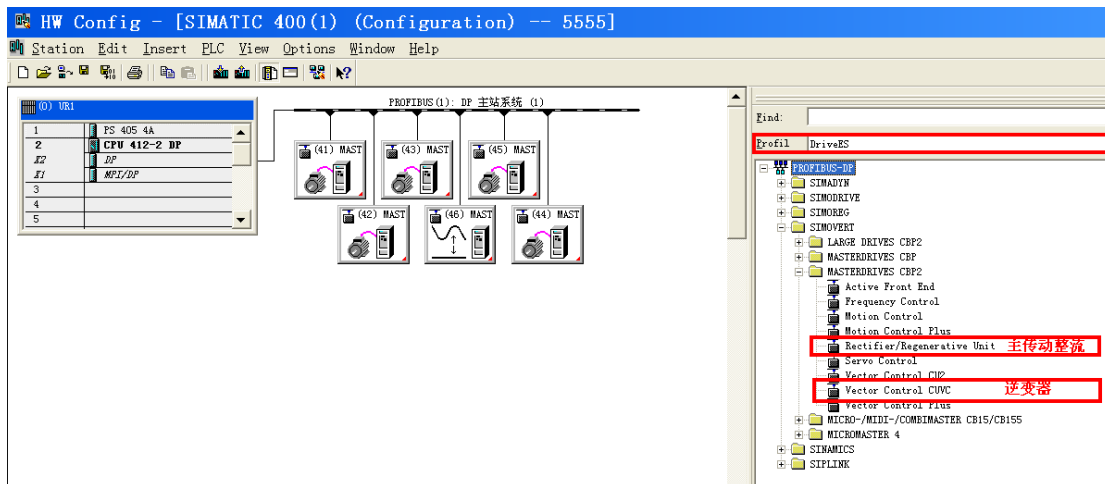 HW Config - [SIMATIC 400(1) (Configuration) -- 5555]
Station Edit Insert PLC View Options Window Help
(0) UR1
1 PS 405 4A
2 CPU 412-2 DP
X2 DP
X1 MPI/DP
3
4
5
PROFIBUS(1): DP 主站系统 (1)
(41) MAST
(43) MAST
(45) MAST
(42) MAST
(46) MAST
(44) MAST
Find:
Profil DriveES
PROFIBUS-DP
SIMADYN
SIMODRIVE
SIMOREG
SIMOVERT
LARGE DRIVES CBP2
MASTERDRIVES CBP
MASTERDRIVES CBP2
Active Front End
Frequency Control
Motion Control
Motion Control Plus
Rectifier/Regenerative Unit 主传动整流
Servo Control
Vector Control CU2
Vector Control CUVC 逆变器
Vector Control Plus
MICRO-/MIDI-/COMBIMASTER CB15/CB155
MICROMASTER 4
SINAMICS
SIPLINK